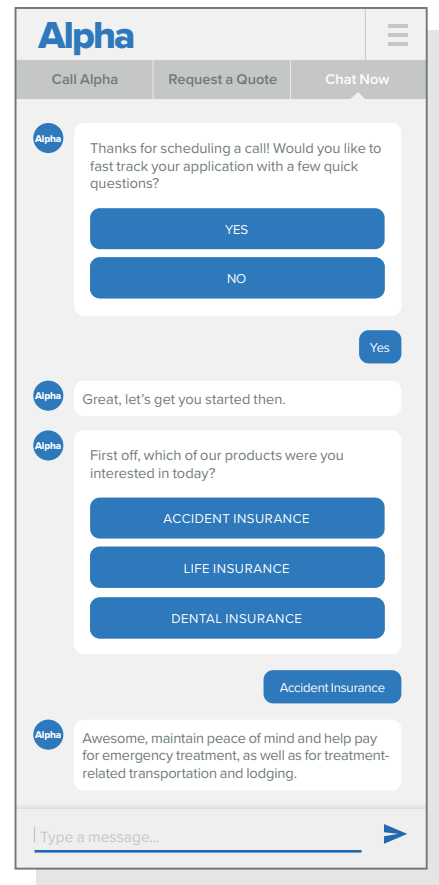 Alpha
Call Alpha
Request a Quote
Chat Now
Alpha
Thanks for scheduling a call! Would you like to
fast track your application with a few quick
questions?
YES
NO
Yes
Alpha
Great, let's get you started then.
Alpha
First off, which of our products were you
interested in today?
ACCIDENT INSURANCE
LIFE INSURANCE
DENTAL INSURANCE
Accident Insurance
Alpha
Awesome, maintain peace of mind and help pay
for emergency treatment, as well as for treatment-
related transportation and lodging.
Type a message...